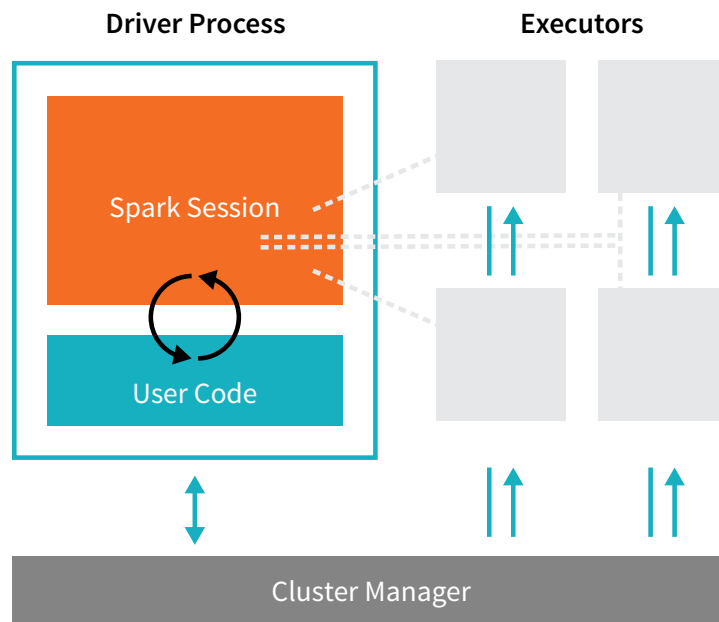 Driver Process
Executors
Spark Session
User Code
Cluster Manager